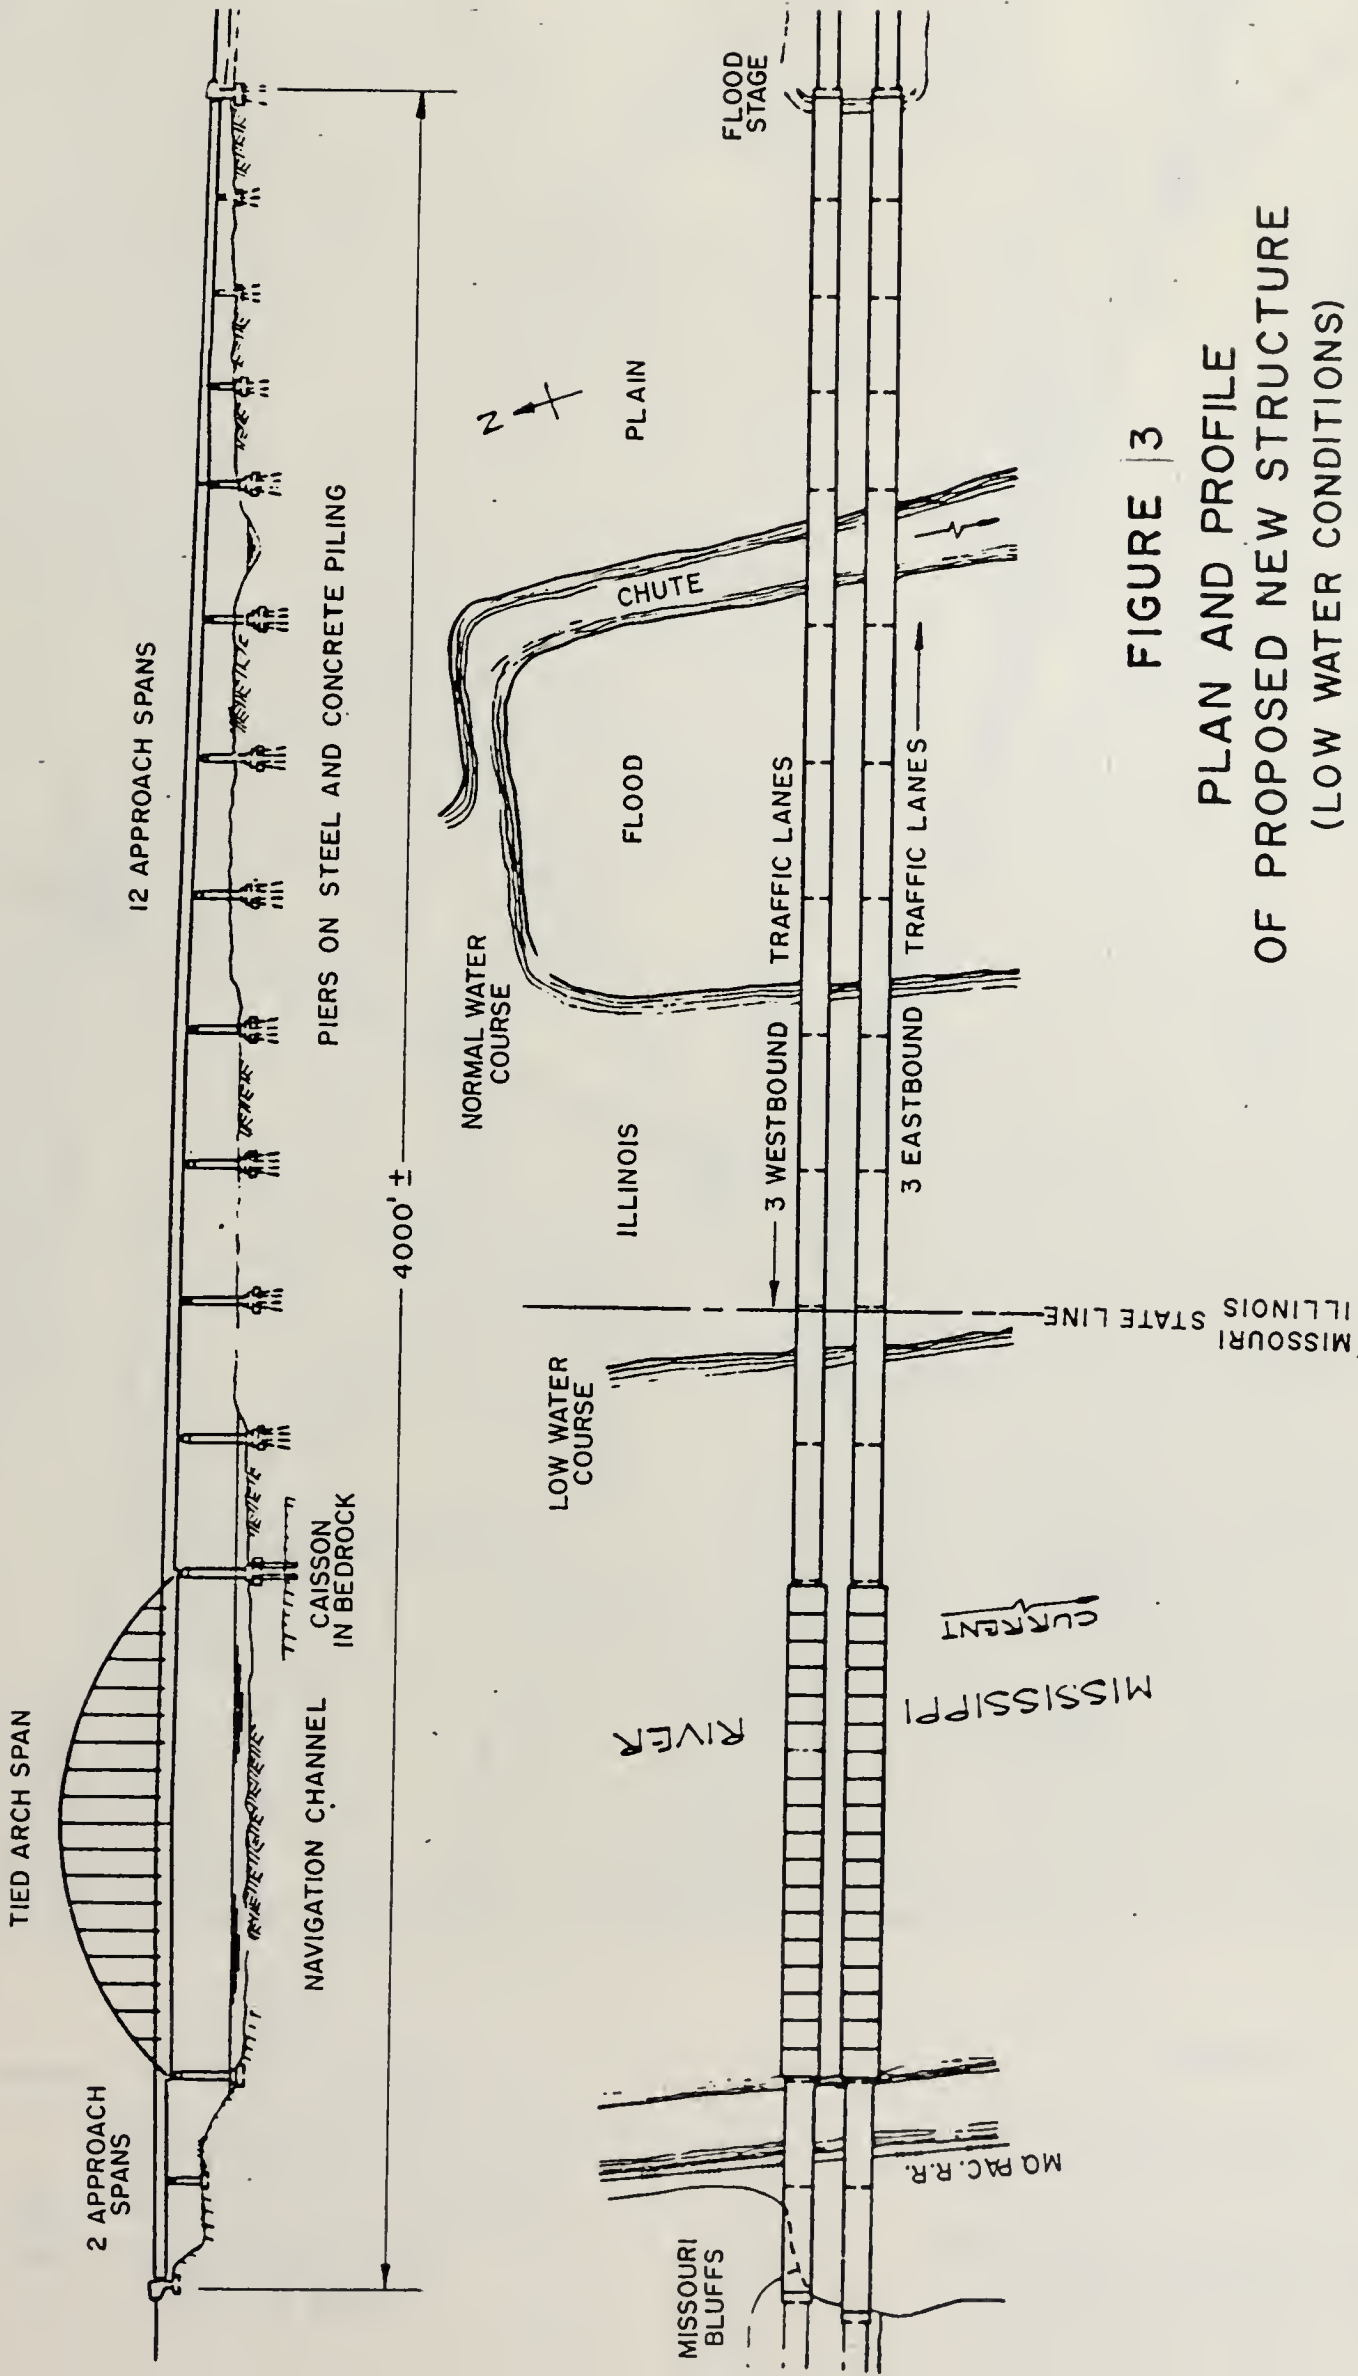 TIED ARCH SPAN
2 APPROACH
SPANS
12 APPROACH SPANS
NAVIGATION CHANNEL
CAISSON
IN BEDROCK
PIERS ON STEEL AND CONCRETE PILING
4000' ±
NORMAL WATER
COURSE
LOW WATER
COURSE
N
ILLINOIS
FLOOD
PLAIN
CHUTE
FLOOD
STAGE
MISSOURI
BLUFFS
RIVER
3 WESTBOUND TRAFFIC LANES
3 EASTBOUND TRAFFIC LANES
MO. PAC. R.R.
MISSISSIPPI
CURRENT
MISSOURI
ILLINOIS
STATE LINE
FIGURE 3
PLAN AND PROFILE
OF PROPOSED NEW STRUCTURE
(LOW WATER CONDITIONS)